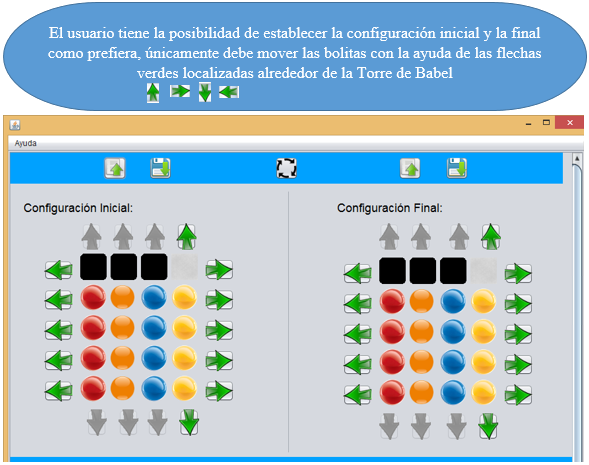 El usuario tiene la posibilidad de establecer la configuración inicial y la final
como prefiera, únicamente debe mover las bolitas con la ayuda de las flechas
verdes localizadas alrededor de la Torre de Babel
Ayuda
Configuración Inicial:
Configuración Final: